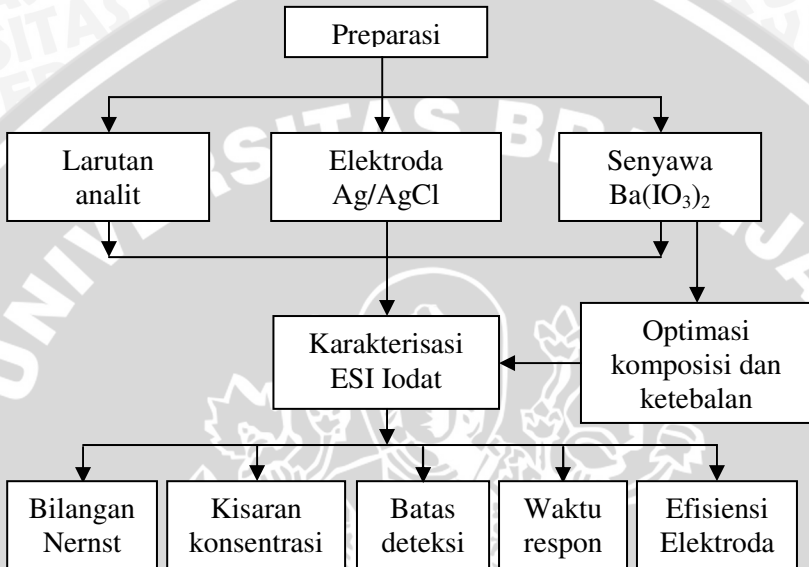 Preparasi
Larutan
analit
Elektroda
Ag/AgCl
Senyawa
Ba(IO₃)₂
Karakterisasi
ESI Iodat
Optimasi
komposisi dan
ketebalan
Bilangan
Nernst
Kisaran
konsentrasi
Batas
deteksi
Waktu
respon
Efisiensi
Elektroda